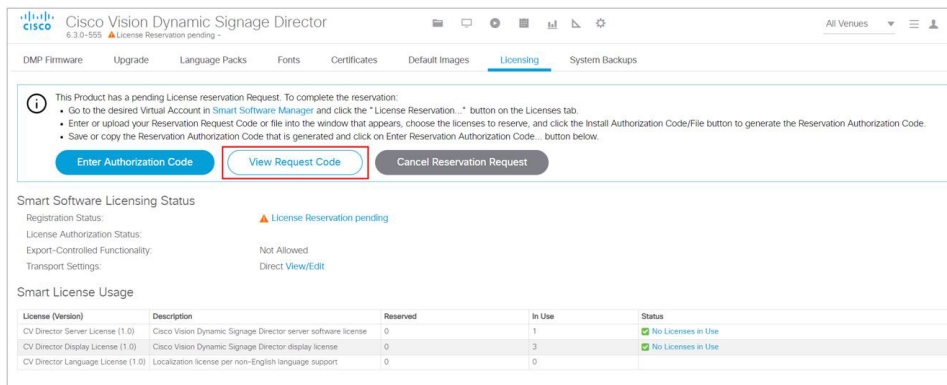 CISCO
Cisco Vision Dynamic Signage Director
6.3.0-555 License Reservation pending -
All Venues
DMP Firmware Upgrade Language Packs Fonts Certificates Default Images Licensing System Backups
This Product has a pending License reservation Request. To complete the reservation:
• Go to the desired Virtual Account in Smart Software Manager and click the "License Reservation..." button on the Licenses tab.
• Enter or upload your Reservation Request Code or file into the window that appears, choose the licenses to reserve, and click the Install Authorization Code/File button to generate the Reservation Authorization Code.
• Save or copy the Reservation Authorization Code that is generated and click on Enter Reservation Authorization Code... button below.
Enter Authorization Code View Request Code Cancel Reservation Request
Smart Software Licensing Status
Registration Status: License Reservation pending
License Authorization Status:
Export-Controlled Functionality: Not Allowed
Transport Settings: Direct View/Edit
Smart License Usage
License (Version) Description Reserved In Use Status
CV Director Server License (1.0) Cisco Vision Dynamic Signage Director server software license 0 1 No Licenses in Use
CV Director Display License (1.0) Cisco Vision Dynamic Signage Director display license 0 3 No Licenses in Use
CV Director Language License (1.0) Localization license per non-English language support 0 0